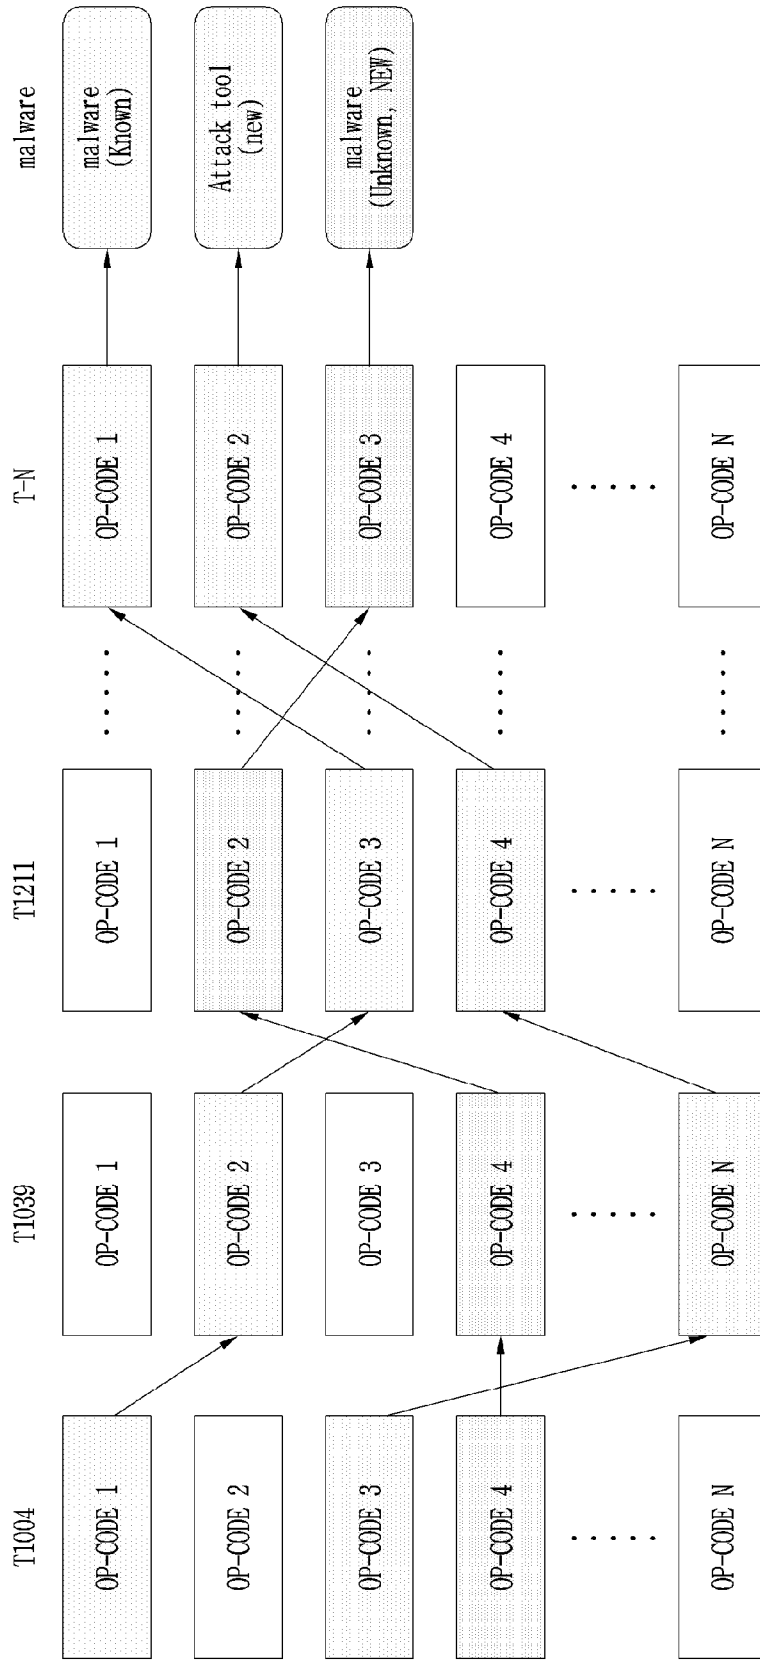 T1004
OP-CODE 1
OP-CODE 2
OP-CODE 3
OP-CODE 4
OP-CODE N
T1039
OP-CODE 1
OP-CODE 2
OP-CODE 3
OP-CODE 4
OP-CODE N
T1211
OP-CODE 1
OP-CODE 2
OP-CODE 3
OP-CODE 4
OP-CODE N
T-N
OP-CODE 1
OP-CODE 2
OP-CODE 3
OP-CODE 4
OP-CODE N
malware
malware
(Known)
Attack tool
(new)
malware
(Unknown, NEW)